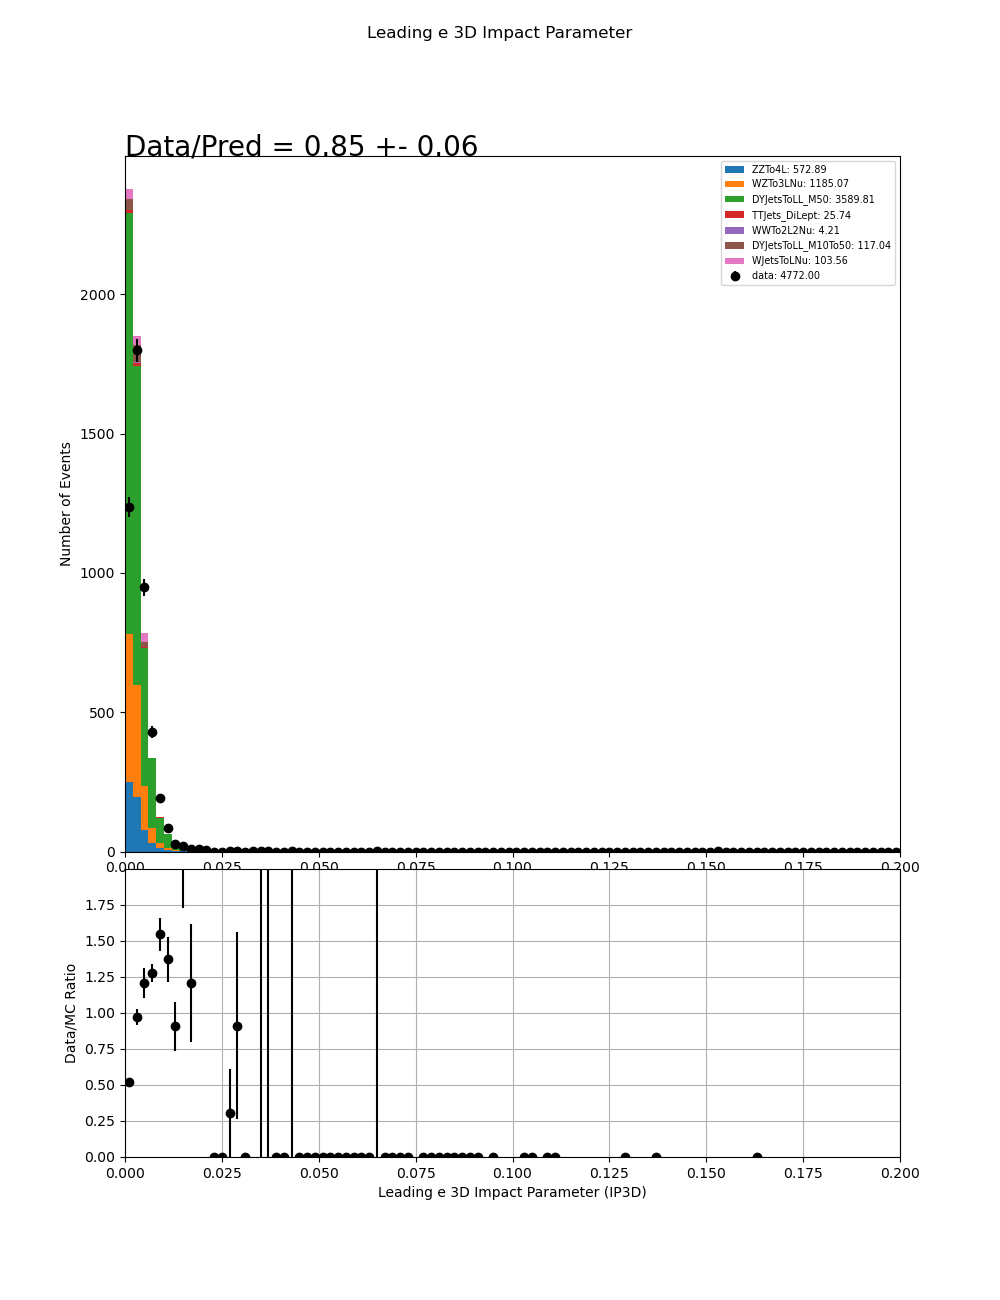 Leading e 3D Impact Parameter
Data/Pred = 0.85 +- 0.06
ZZTo4L: 572.89
WZTo3LNu: 1185.07
DYJetsToLL_M50: 3589.81
TTJets_DiLept: 25.74
WWTo2L2Nu: 4.21
DYJetsToLL_M10To50: 117.04
WJetsToLNu: 103.56
data: 4772.00
Number of Events
2000
1500
1000
500
0
0.000 0.025 0.050 0.075 0.100 0.125 0.150 0.175 0.200
Data/MC Ratio
1.75
1.50
1.25
1.00
0.75
0.50
0.25
0.00
0.000 0.025 0.050 0.075 0.100 0.125 0.150 0.175 0.200
Leading e 3D Impact Parameter (IP3D)